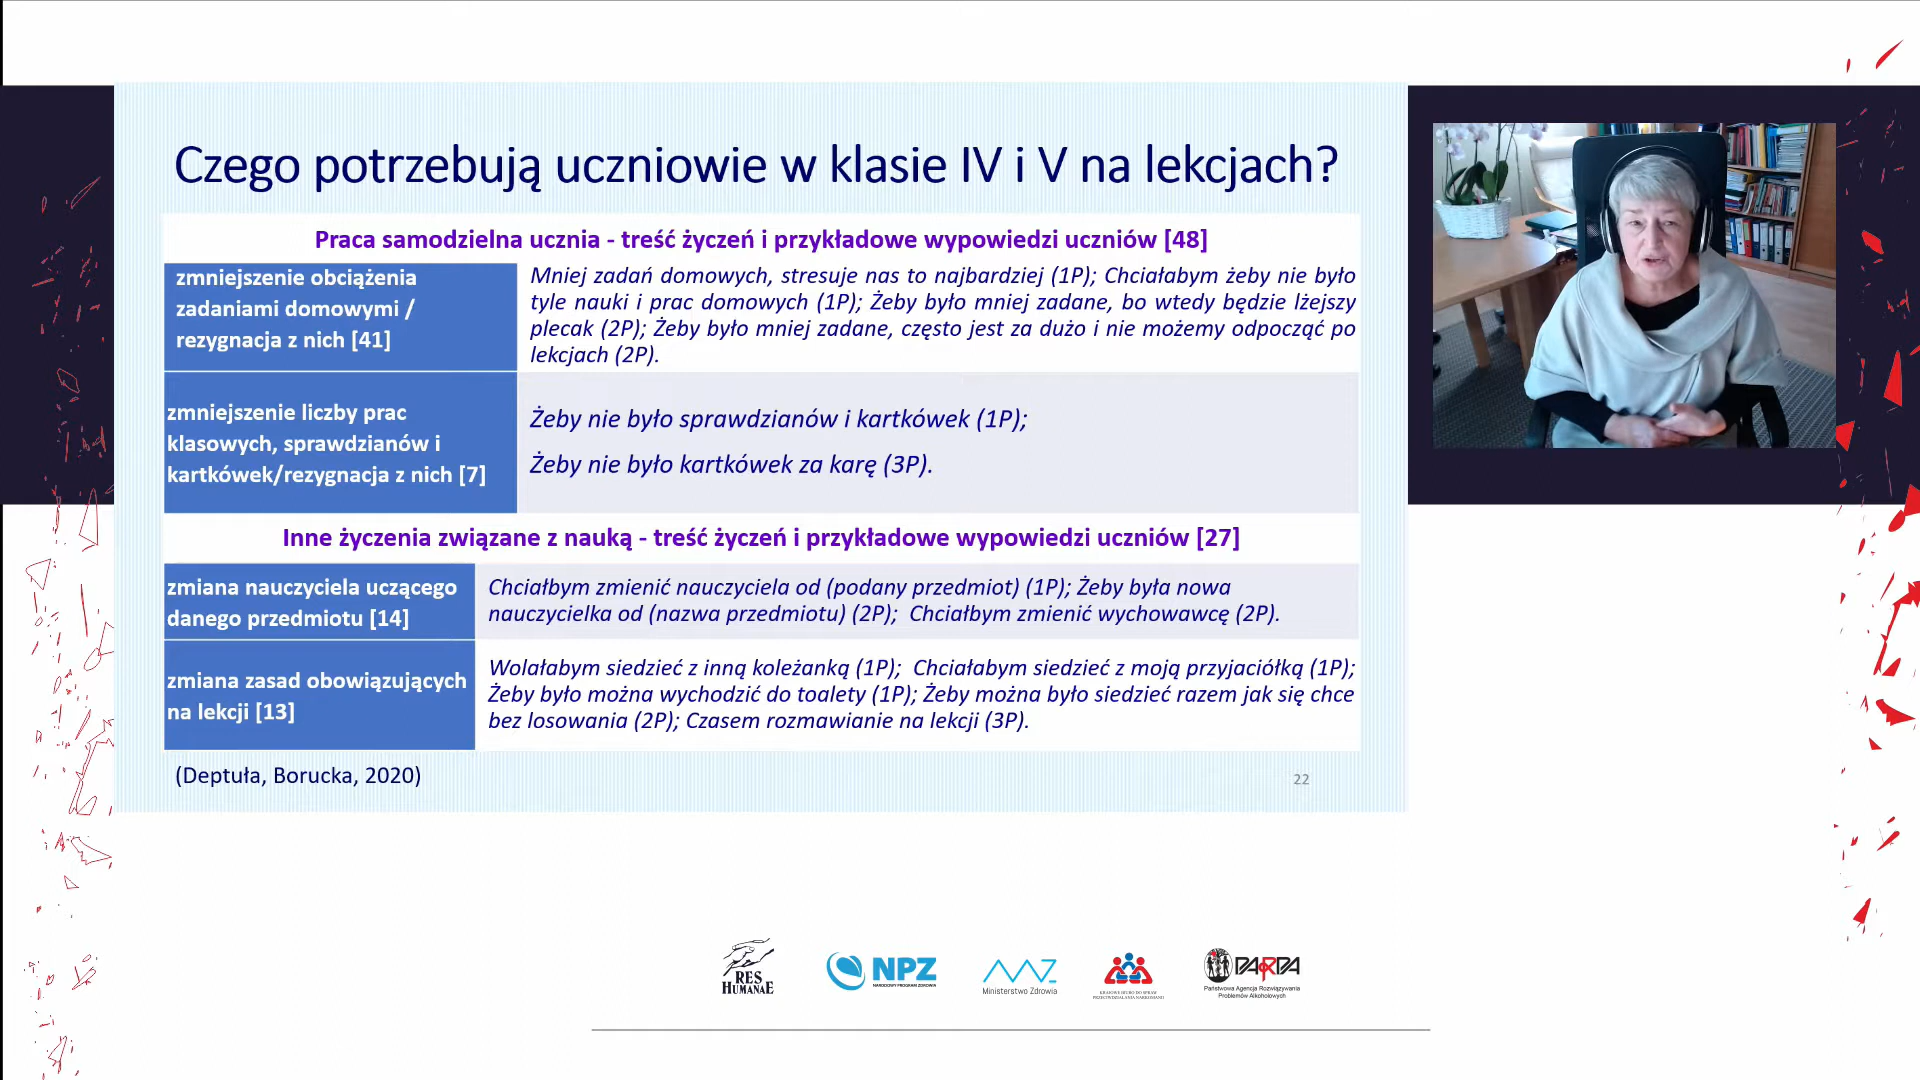 Czego potrzebują uczniowie w klasie IV i V na lekcjach?
Praca samodzielna ucznia - treść życzeń i przykładowe wypowiedzi uczniów [48]
zmniejszenie obciążenia
zadaniami domowymi /
rezygnacja z nich [41]
Mniej zadań domowych, stresuje nas to najbardziej (1P); Chciałabym żeby nie było
tyle nauki i prac domowych (1P); Żeby było mniej zadane, bo wtedy będzie lżejszy
plecak (2P); Żeby było mniej zadane, często jest za dużo i nie możemy odpocząć po
lekcjach (2P).
zmniejszenie liczby prac
klasowych, sprawdzianów i
kartkówek/rezygnacja z nich [7]
Żeby nie było sprawdzianów i kartkówek (1P);
Żeby nie było kartkówek za karę (3P).
Inne życzenia związane z nauką - treść życzeń i przykładowe wypowiedzi uczniów [27]
zmiana nauczyciela uczącego
danego przedmiotu [14]
Chciałbym zmienić nauczyciela od (podany przedmiot) (1P); Żeby była nowa
nauczycielka od (nazwa przedmiotu) (2P);  Chciałbym zmienić wychowawcę (2P).
zmiana zasad obowiązujących
na lekcji [13]
Wolałabym siedzieć z inną koleżanką (1P);  Chciałabym siedzieć z moją przyjaciółką (1P);
Żeby było można wychodzić do toalety (1P); Żeby można było siedzieć razem jak się chce
bez losowania (2P); Czasem rozmawianie na lekcji (3P).
(Deptuła, Borucka, 2020)
22
RES
HUMANAE
NPZ
NARODOWY PROGRAM ZDROWIA
Ministerstwo Zdrowia
KRAJOWE BIURO DO SPRAW
PRZECIWDZIAŁANIA NARKOMANII
PARPA
Państwowa Agencja Rozwiązywania
Problemów Alkoholowych